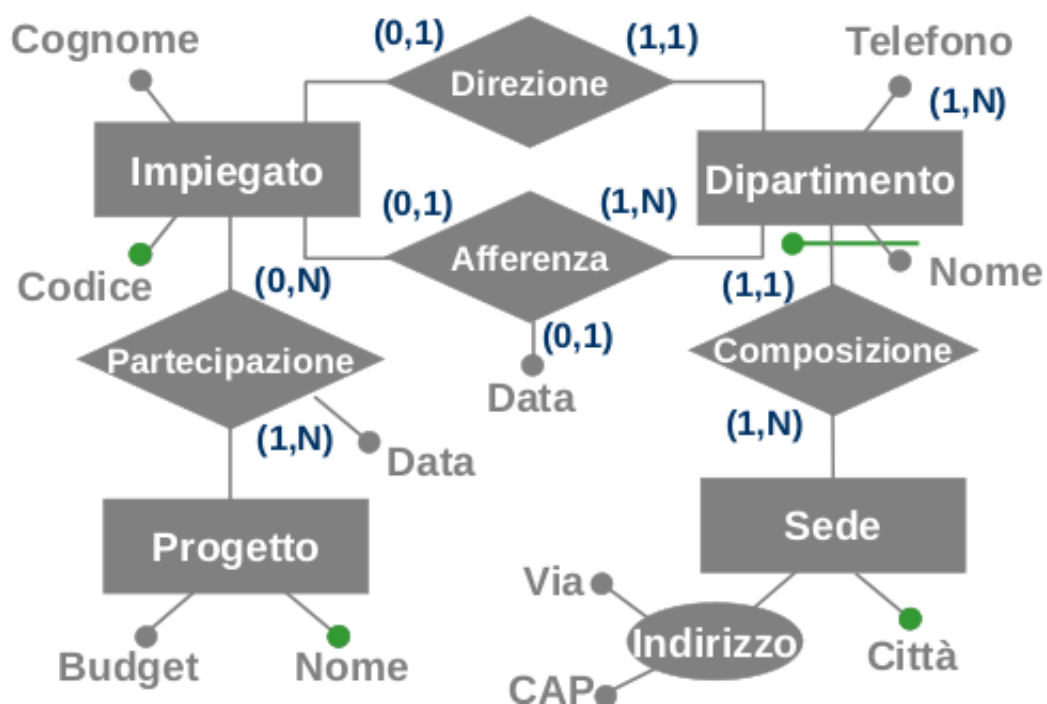 Cognome
(0,1)
(1,1)
Telefono
Direzione
(1,N)
Impiegato
Dipartimento
(0,1)
(1,N)
Afferenza
Codice
(0,N)
(1,1)
Nome
(0,1)
Partecipazione
Composizione
Data
(1,N)
(1,N)
Data
Progetto
Sede
Via
Indirizzo
Budget
Nome
Città
CAP